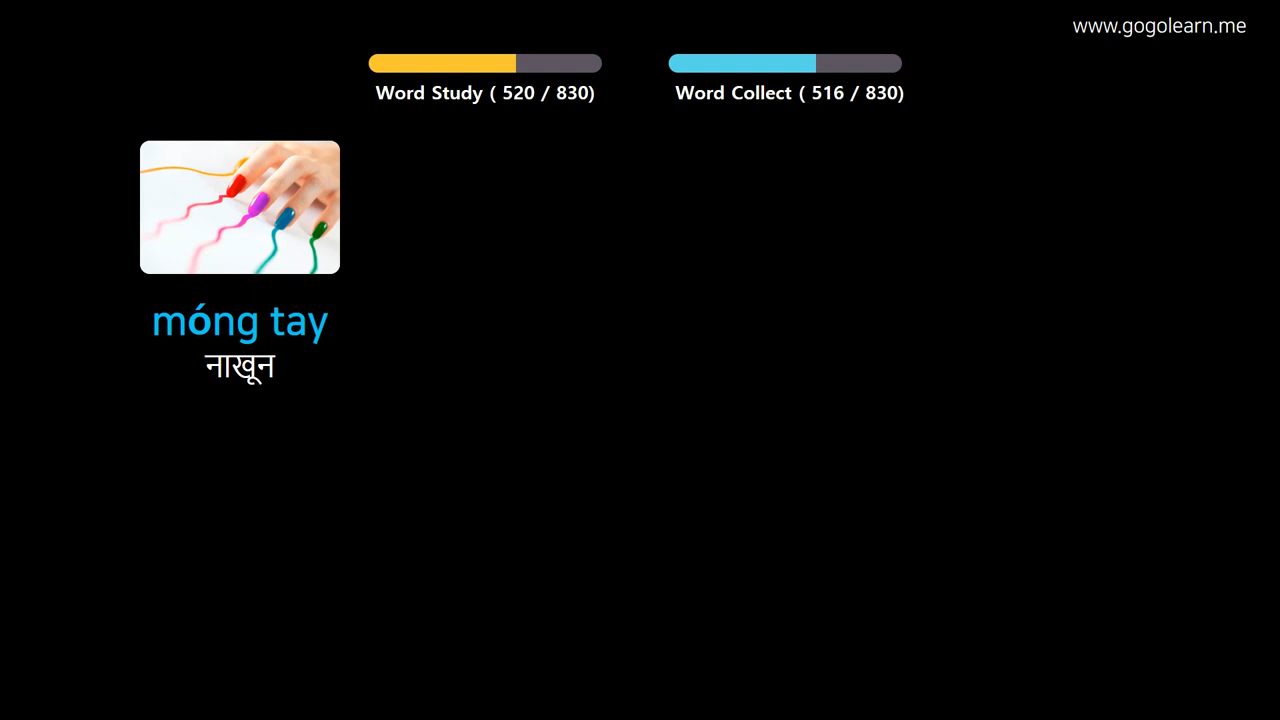 www.gogolearn.me
Word Study ( 520 / 830)
Word Collect ( 516 / 830)
móng tay
नाखून